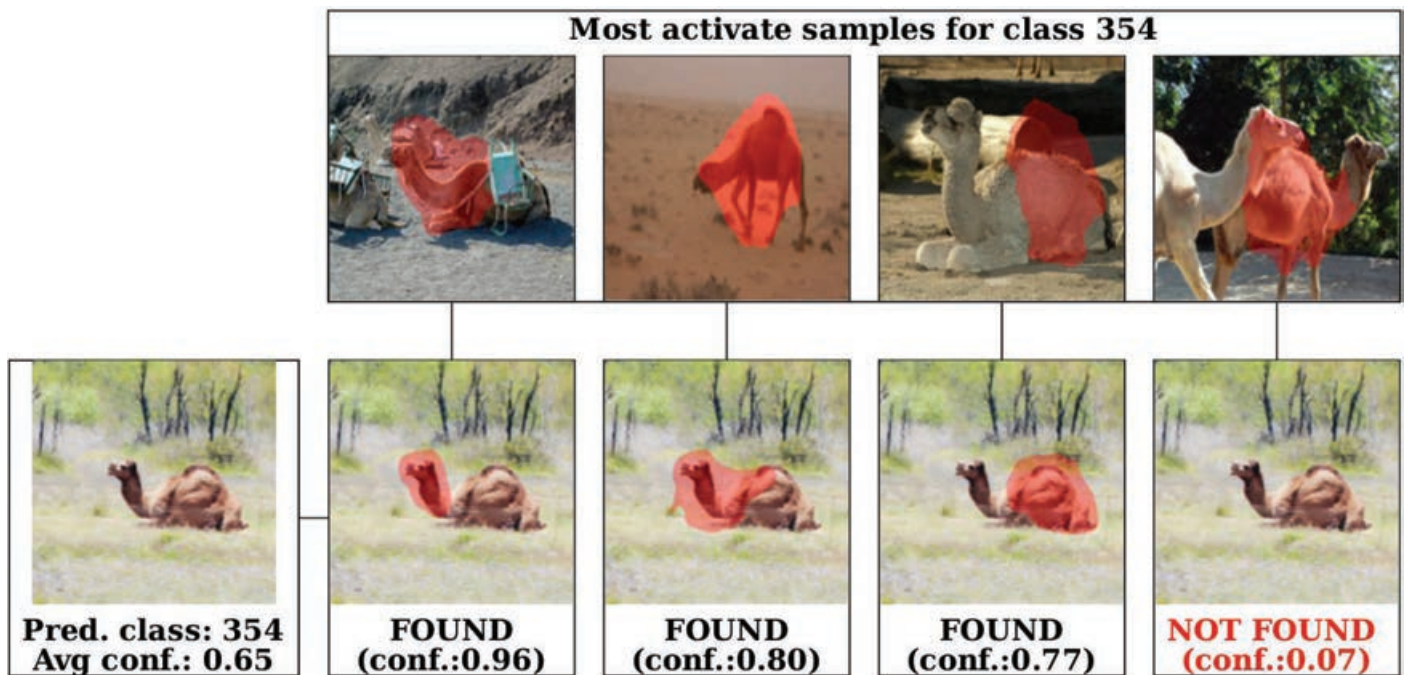 Most activate samples for class 354
Pred. class: 354
Avg conf.: 0.65
FOUND
(conf.:0.96)
FOUND
(conf.:0.80)
FOUND
(conf.:0.77)
NOT FOUND
(conf.:0.07)